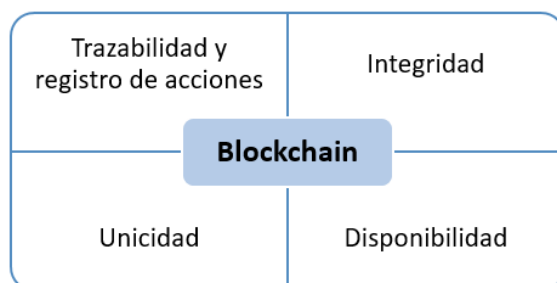 Trazabilidad y
registro de acciones
Integridad
Blockchain
Unicidad
Disponibilidad